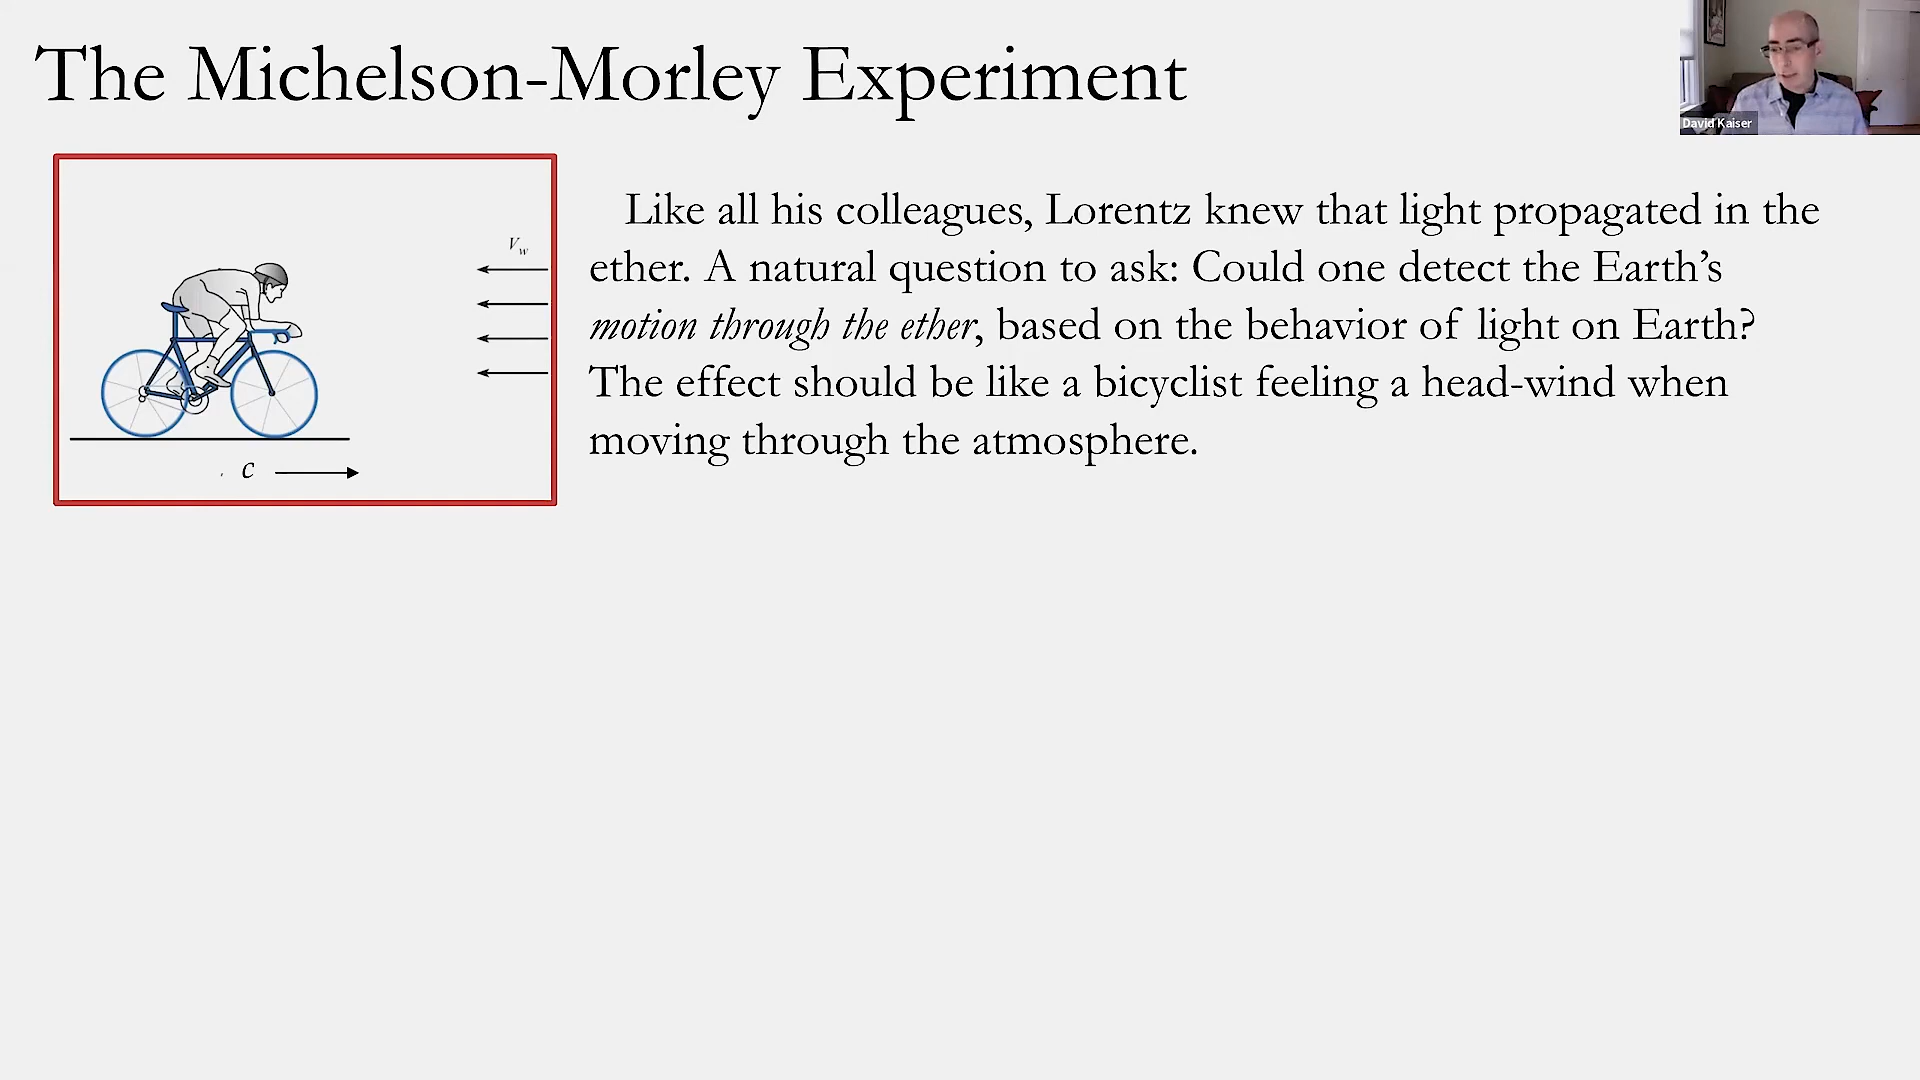 The Michelson-Morley Experiment
David Kaiser
Like all his colleagues, Lorentz knew that light propagated in the
ether. A natural question to ask: Could one detect the Earth’s
motion through the ether, based on the behavior of light on Earth?
The effect should be like a bicyclist feeling a head-wind when
moving through the atmosphere.
Vw
c